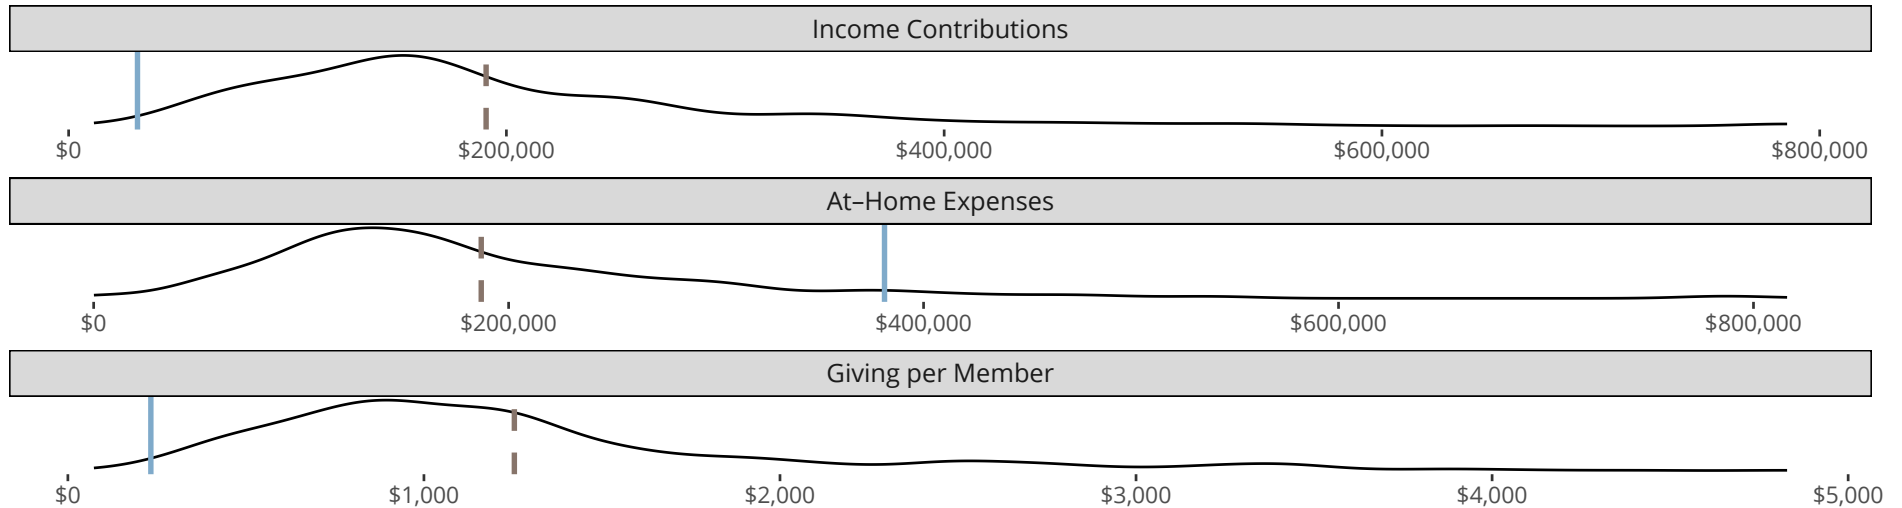 Income Contributions
$0 $200,000 $400,000 $600,000 $800,000
At–Home Expenses
$0 $200,000 $400,000 $600,000 $800,000
Giving per Member
$0 $1,000 $2,000 $3,000 $4,000 $5,000